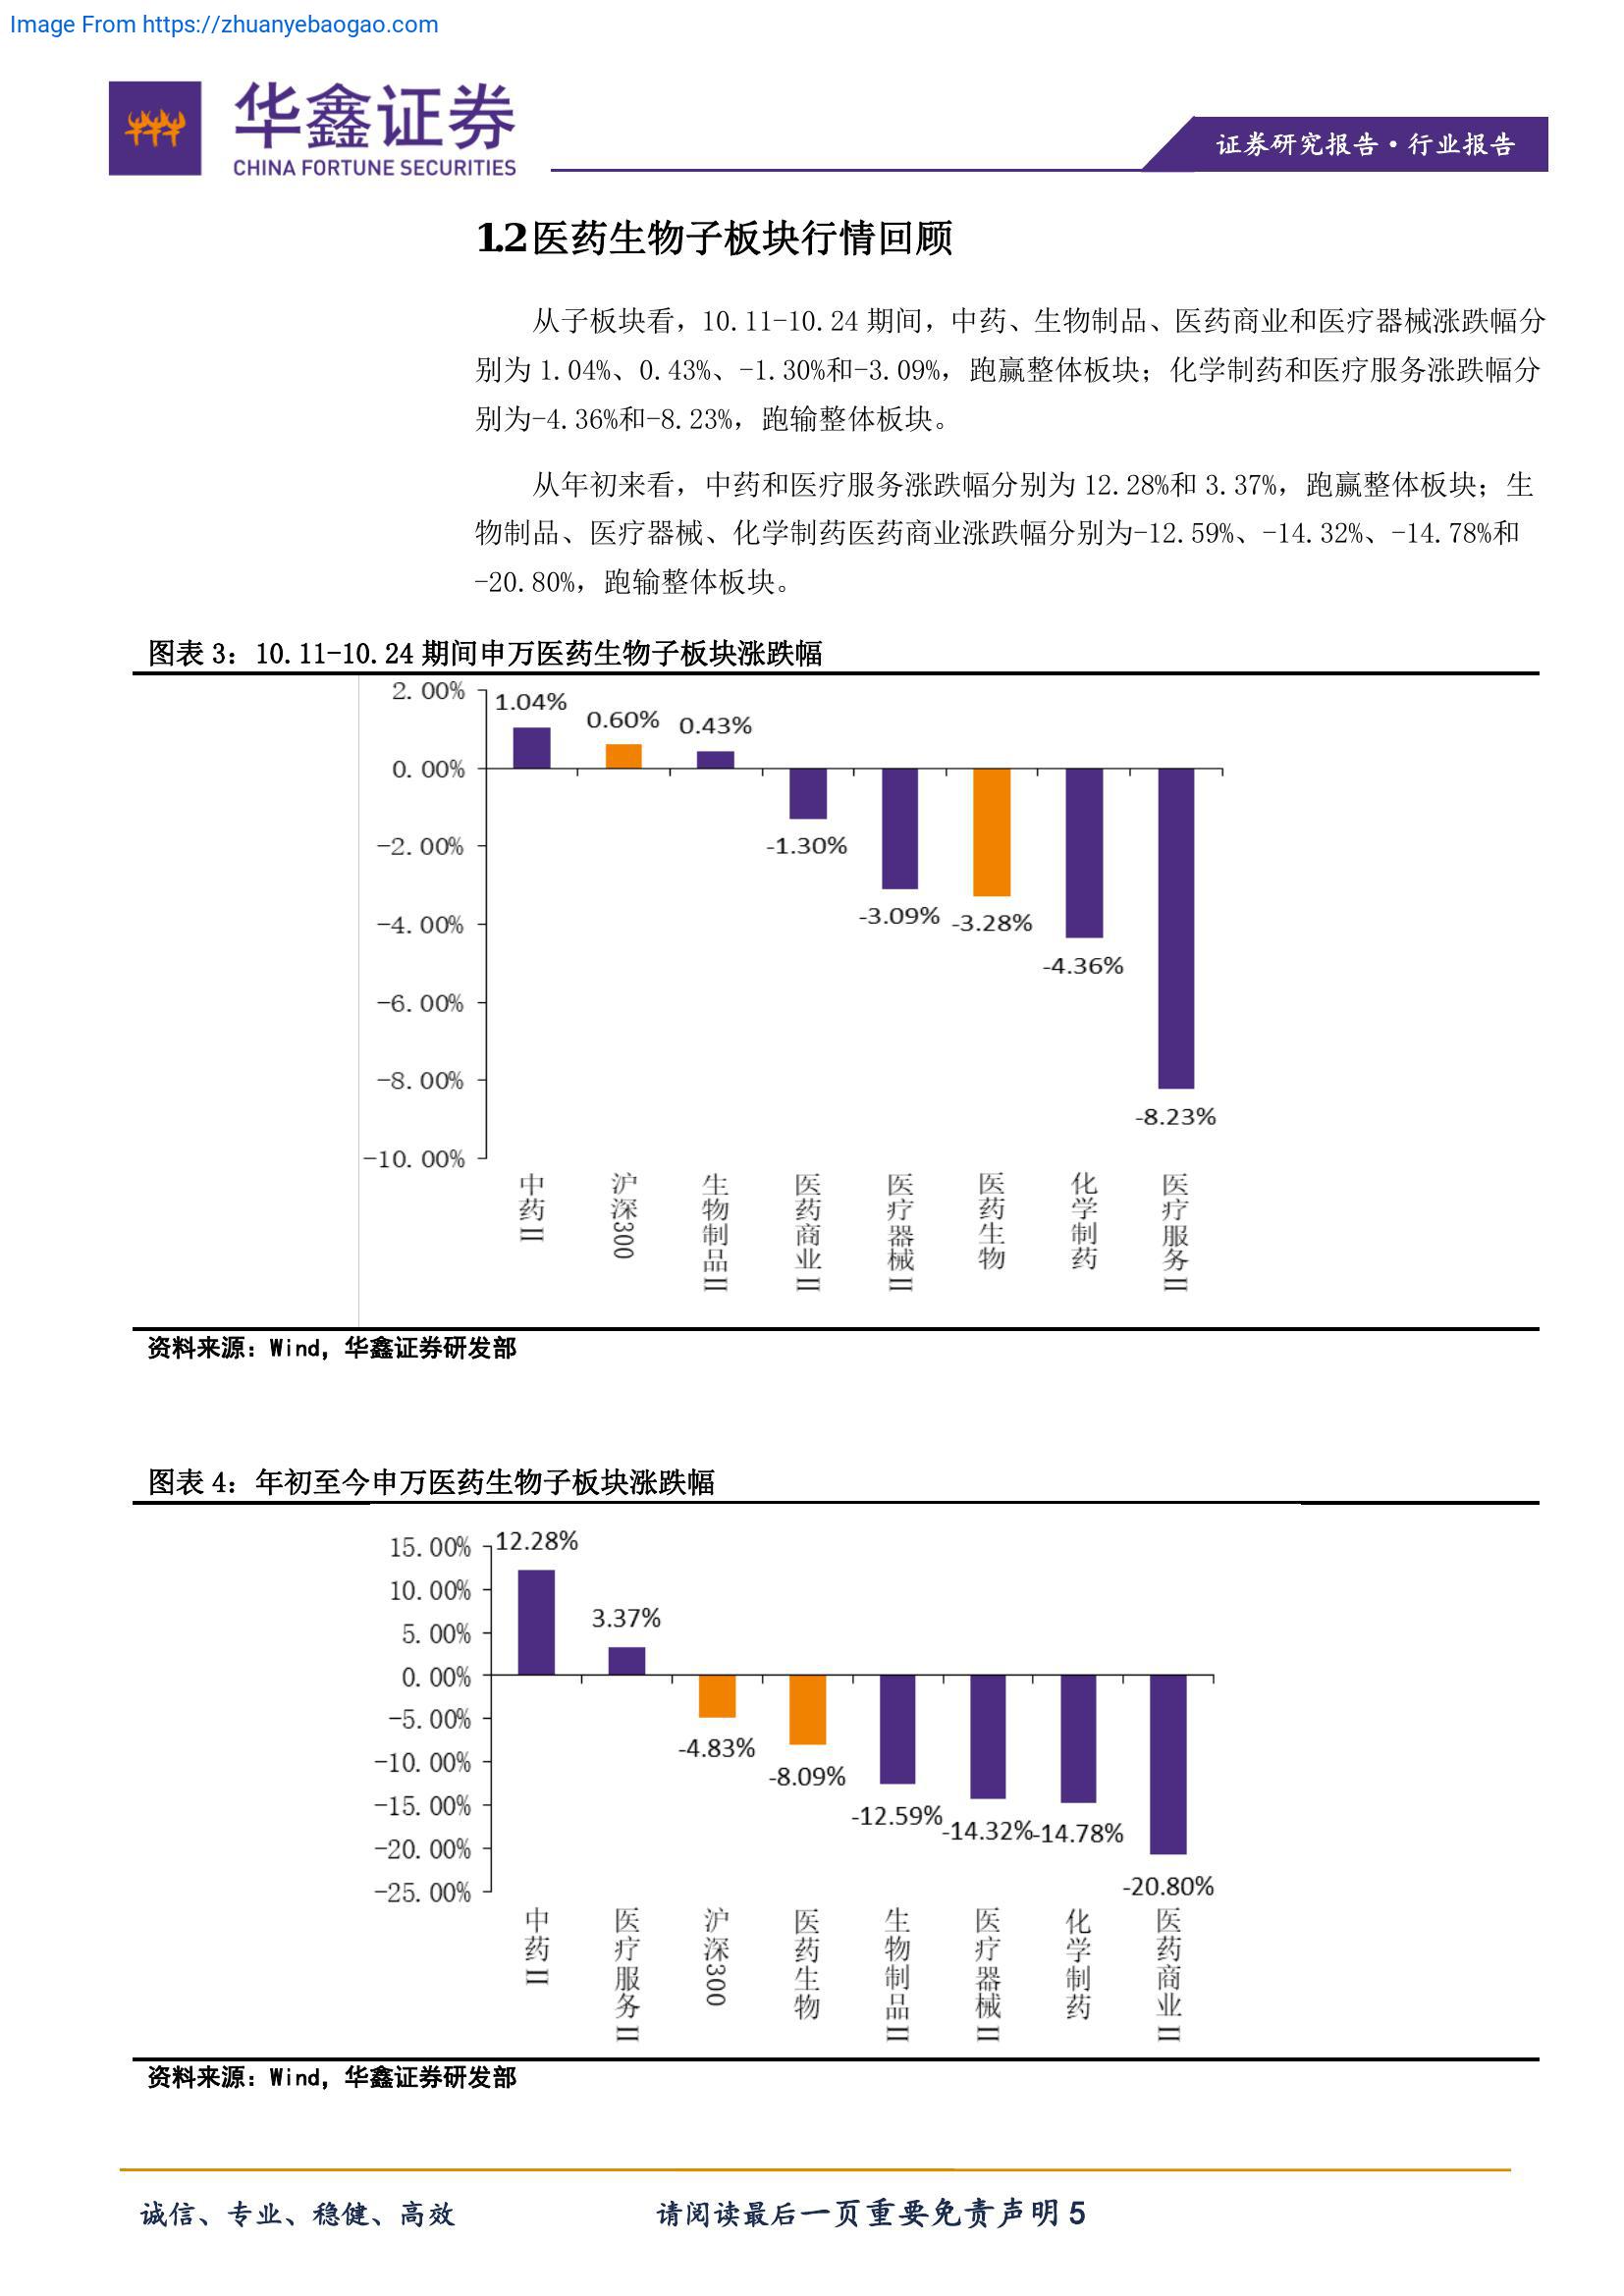 Image From https://zhuanyebaogao.com
华鑫证券
CHINA FORTUNE SECURITIES
证券研究报告·行业报告
1.2 医药生物子板块行情回顾
从子板块看，10.11-10.24 期间，中药、生物制品、医药商业和医疗器械涨跌幅分
别为 1.04%、0.43%、-1.30%和-3.09%，跑赢整体板块；化学制药和医疗服务涨跌幅分
别为-4.36%和-8.23%，跑输整体板块。
从年初来看，中药和医疗服务涨跌幅分别为 12.28%和 3.37%，跑赢整体板块；生
物制品、医疗器械、化学制药医药商业涨跌幅分别为-12.59%、-14.32%、-14.78%和
-20.80%，跑输整体板块。
图表 3：10.11-10.24 期间申万医药生物子板块涨跌幅
2.00%
0.00%
-2.00%
-4.00%
-6.00%
-8.00%
-10.00%
1.04%
0.60%
0.43%
-1.30%
-3.09%
-3.28%
-4.36%
-8.23%
中药Ⅱ
沪深300
生物制品Ⅱ
医药商业Ⅱ
医疗器械Ⅱ
医药生物
化学制药
医疗服务Ⅱ
资料来源：Wind，华鑫证券研发部
图表 4：年初至今申万医药生物子板块涨跌幅
15.00%
10.00%
5.00%
0.00%
-5.00%
-10.00%
-15.00%
-20.00%
-25.00%
12.28%
3.37%
-4.83%
-8.09%
-12.59%
-14.32%
-14.78%
-20.80%
中药Ⅱ
医疗服务Ⅱ
沪深300
医药生物
生物制品Ⅱ
医疗器械Ⅱ
化学制药
医药商业Ⅱ
资料来源：Wind，华鑫证券研发部
诚信、专业、稳健、高效
请阅读最后一页重要免责声明 5